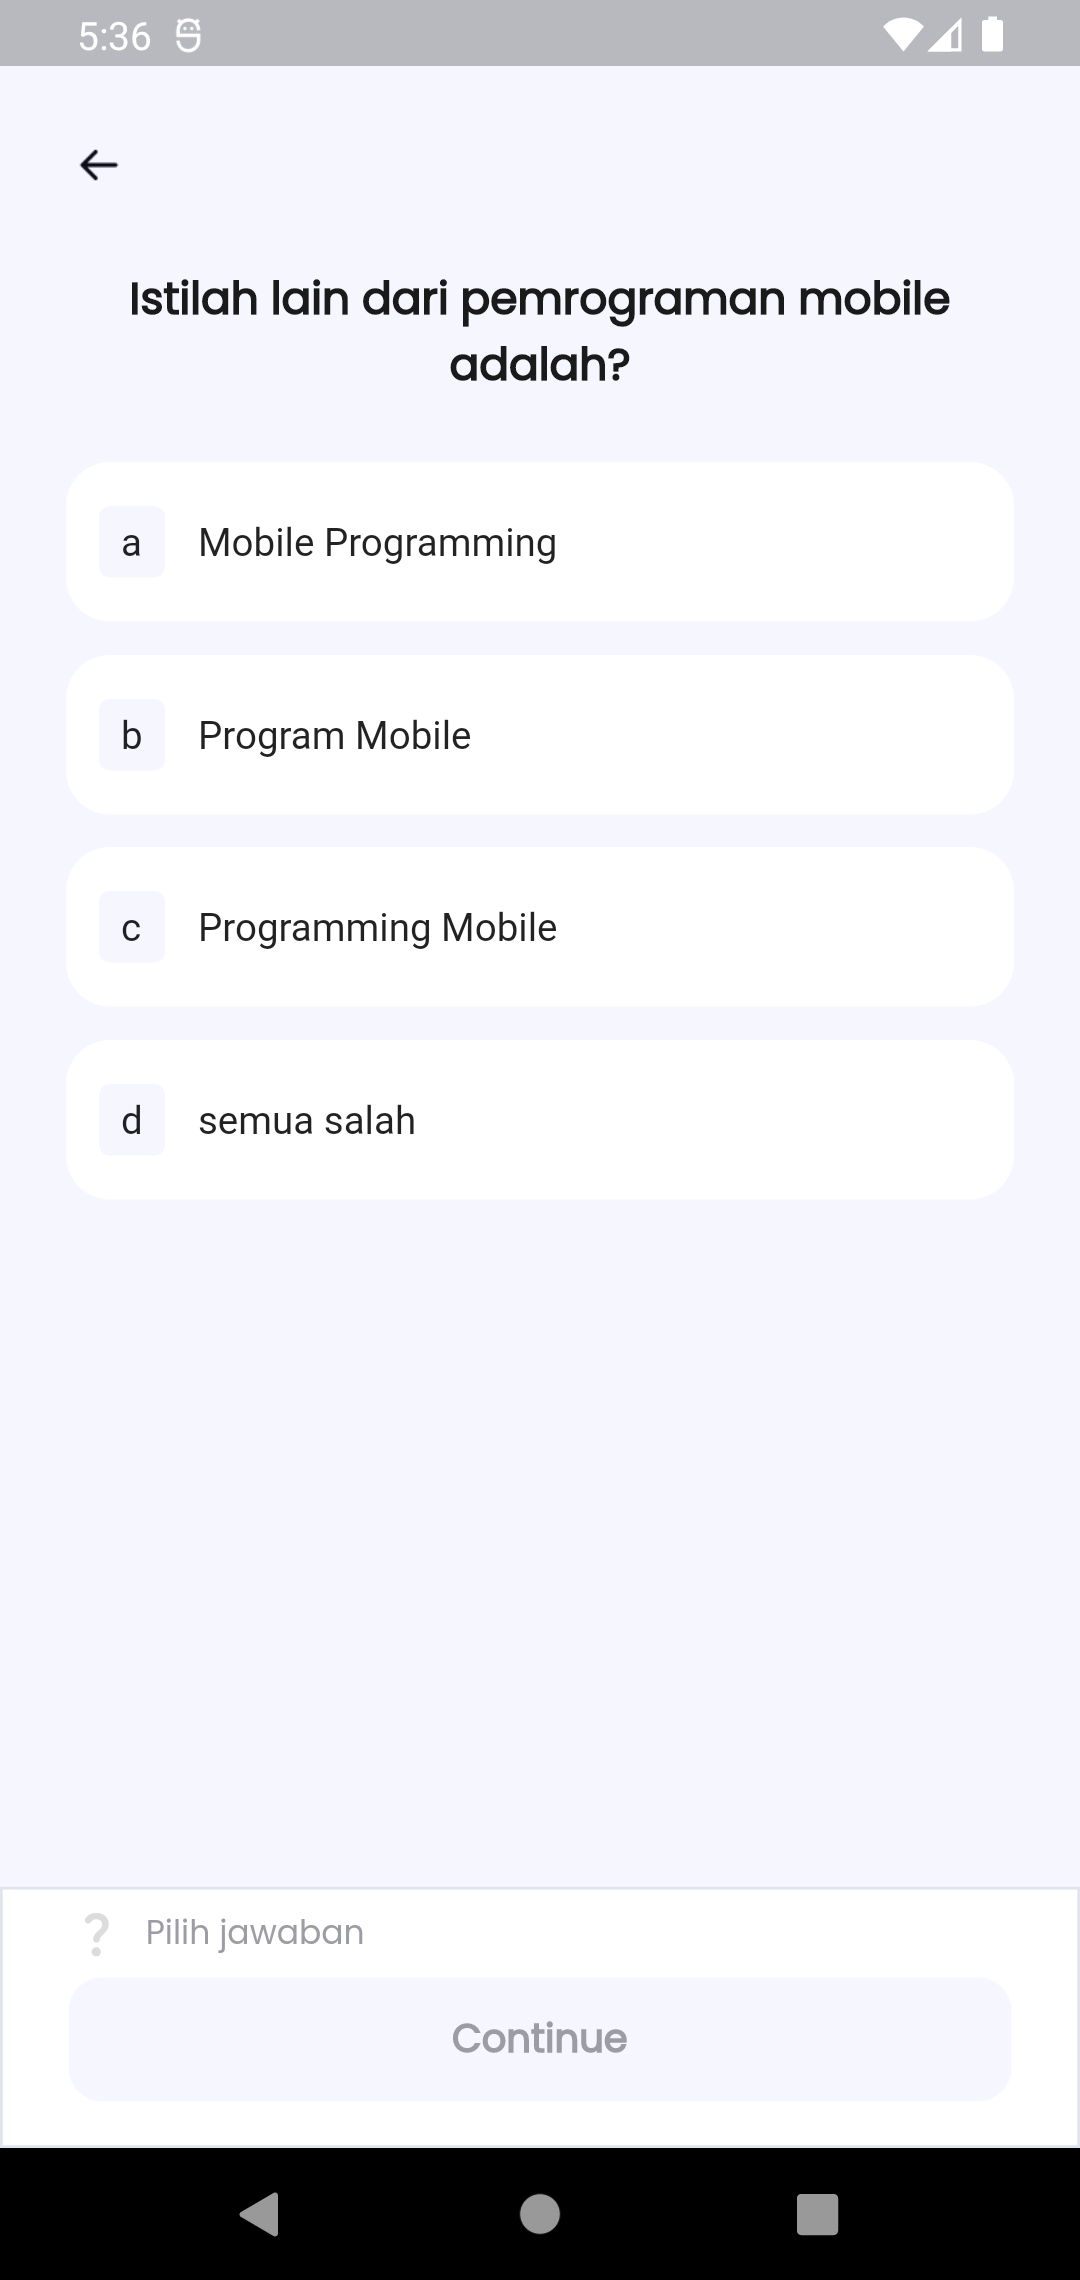 5:36
Istilah lain dari pemrograman mobile
adalah?
a Mobile Programming
b Program Mobile
c Programming Mobile
d semua salah
? Pilih jawaban
Continue